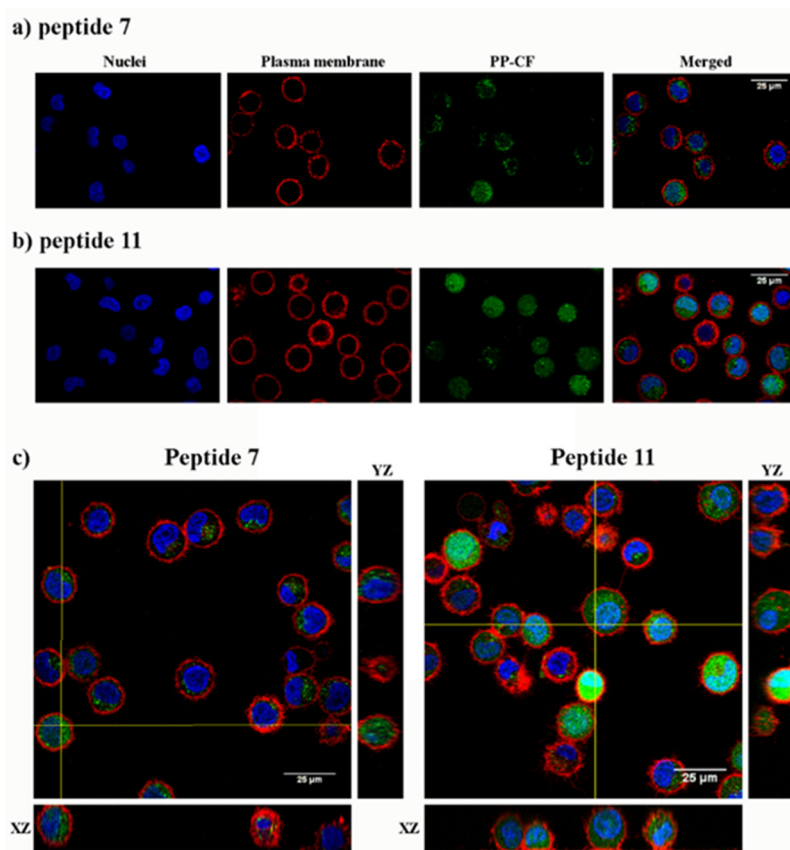 a) peptide 7
Nuclei Plasma membrane PP-CF Merged
25 µm
b) peptide 11
25 µm
c) Peptide 7 Peptide 11
YZ YZ
25 µm 25 µm
XZ XZ